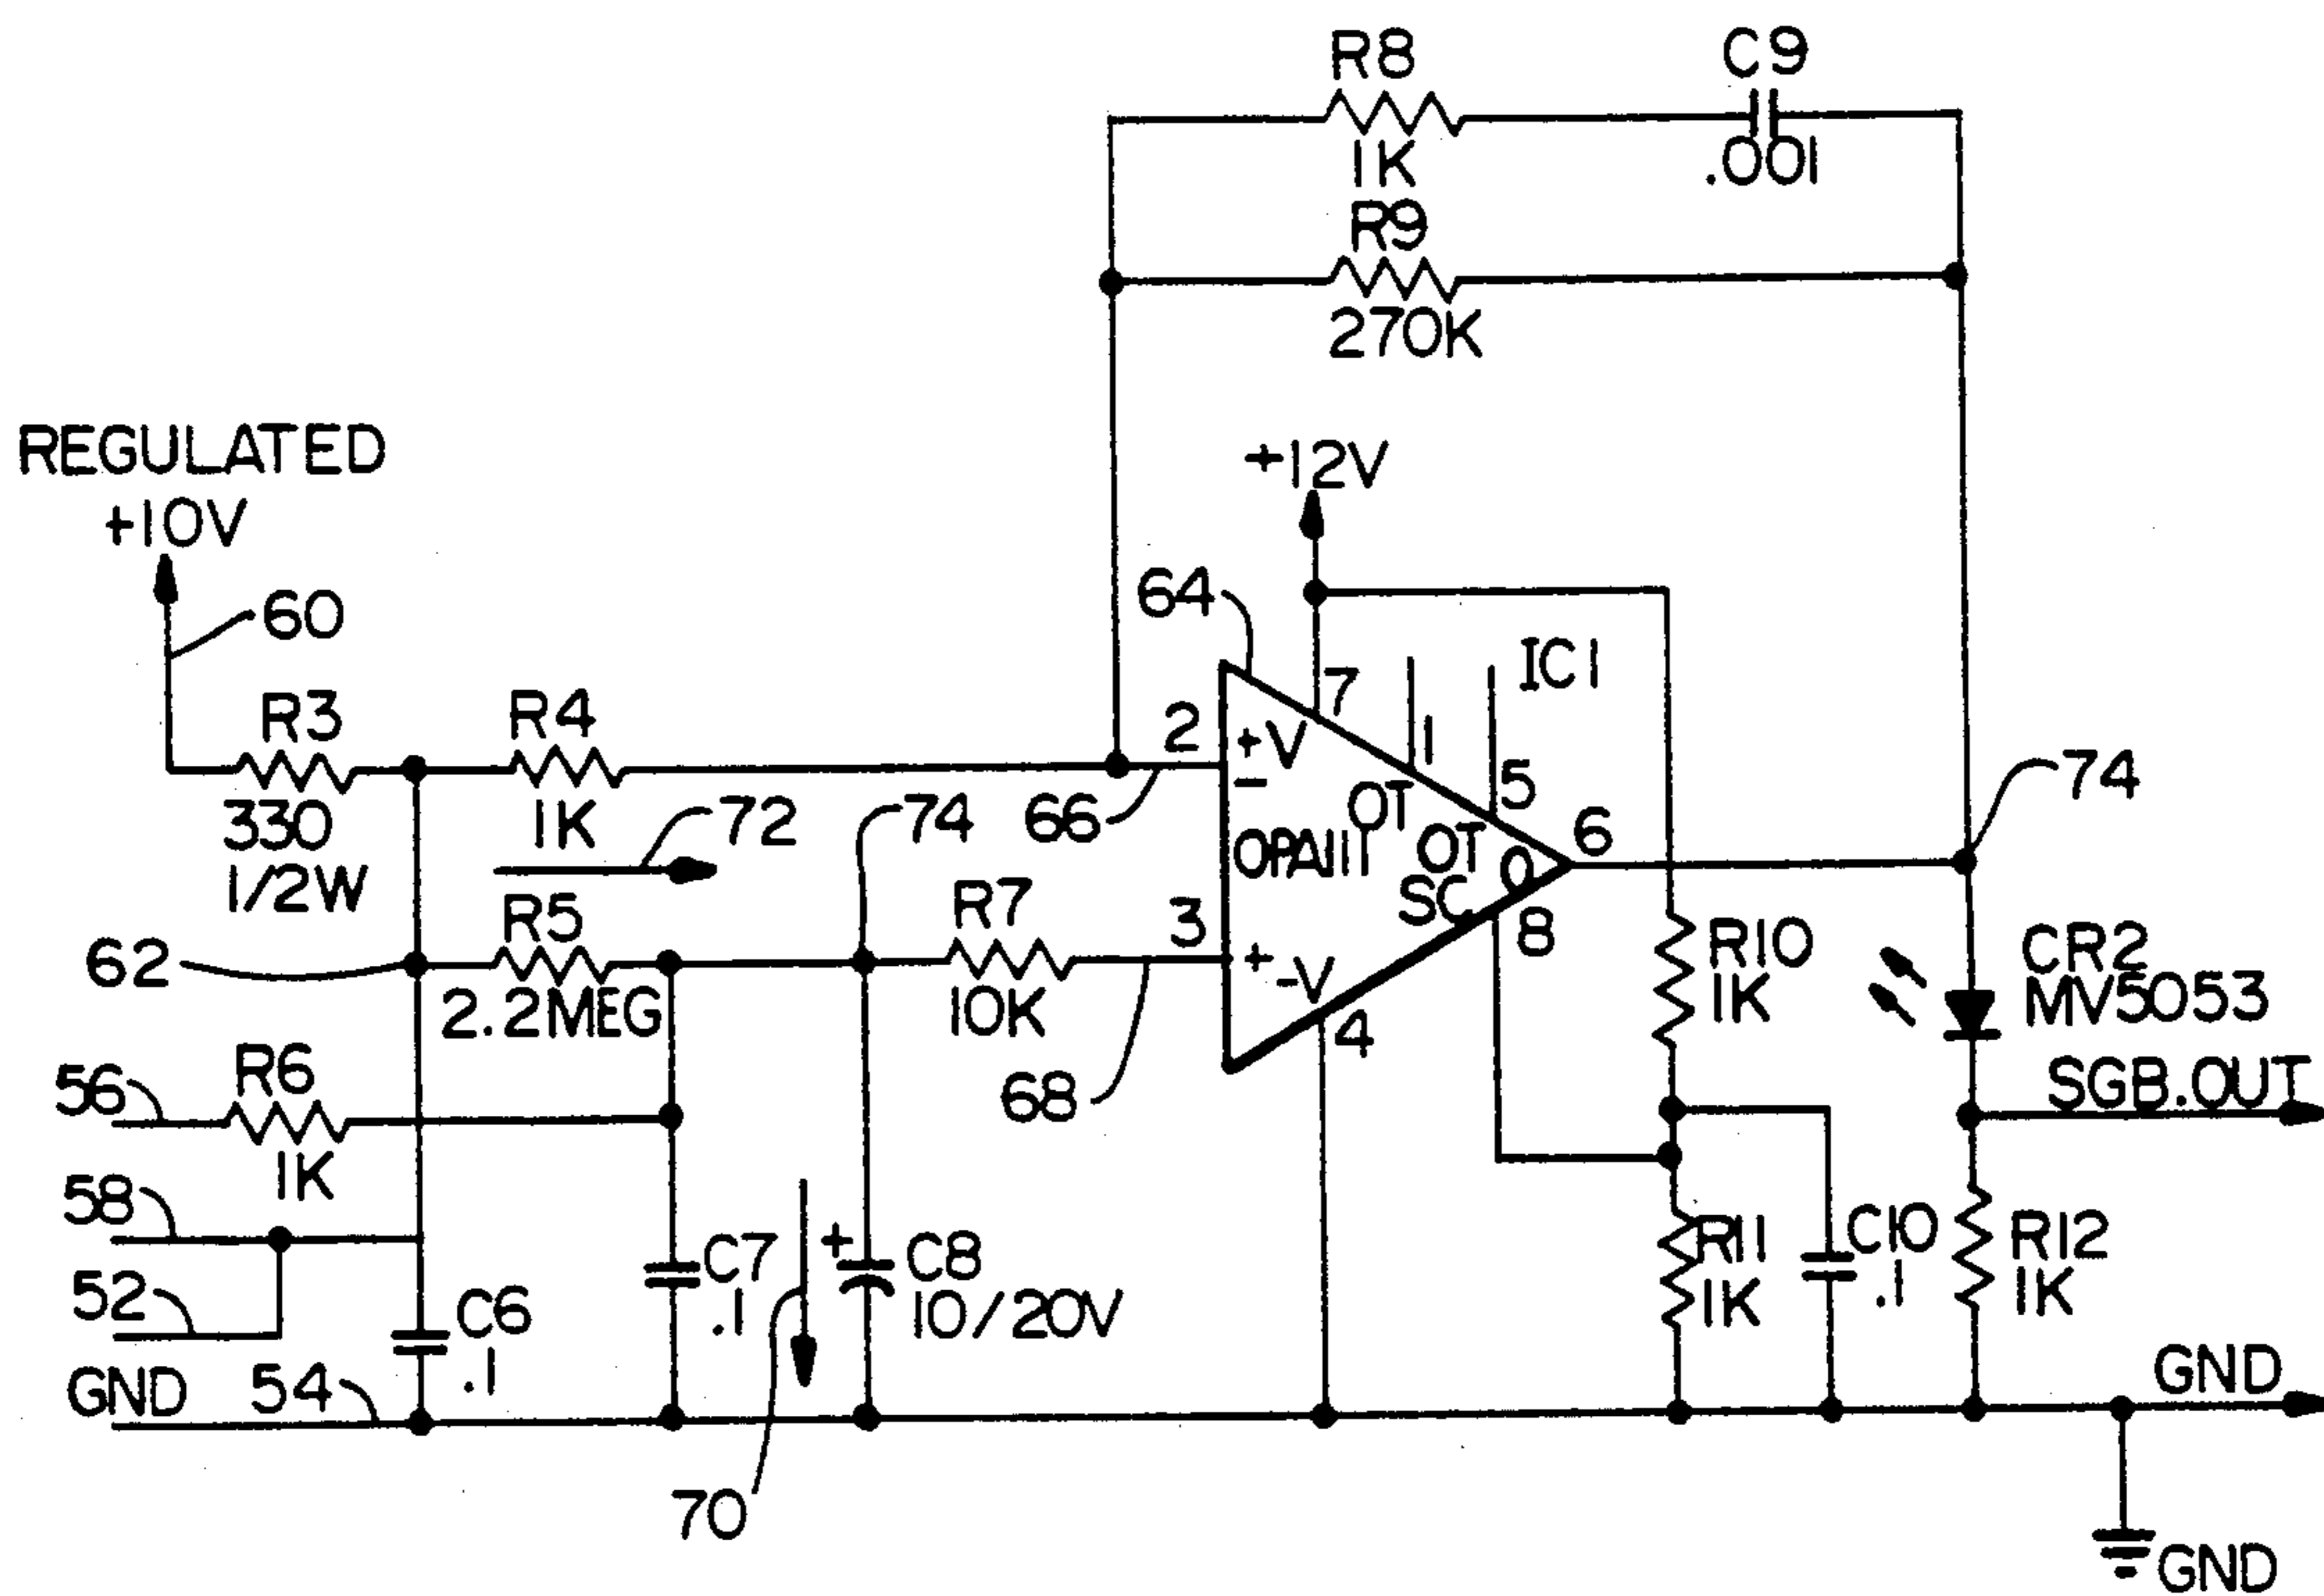 R8
C9
1K
.001
R9
270K
REGULATED
+10V
+12V
60
64
IC1
7
1
5
R3
330
1/2W
R4
1K
72
2
66
+V
-
OT
OT
OPA111
SC
O
6
74
74
R5
2.2MEG
R7
10K
3
68
+
-V
4
8
62
R10
1K
CR2
MV5053
SGB.OUT
56
R6
1K
58
52
C6
.1
C7
.1
+
C8
10/20V
R11
1K
C10
.1
R12
1K
GND
54
70
GND
GND